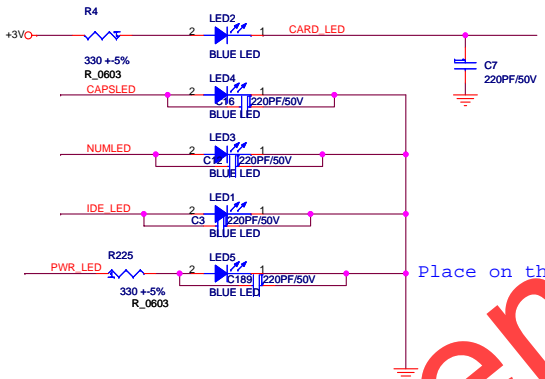 R4
LED2
+3V
2
1
CARD_LED
330 +-5%
R_0603
BLUE LED
C7
220PF/50V
LED4
CAPSLED
2
1
C16
220PF/50V
BLUE LED
LED3
NUMLED
2
1
C12
220PF/50V
BLUE LED
LED1
IDE_LED
2
1
C3
220PF/50V
BLUE LED
R225
LED5
PWR_LED
2
1
C189
220PF/50V
330 +-5%
R_0603
BLUE LED
Place on th
en